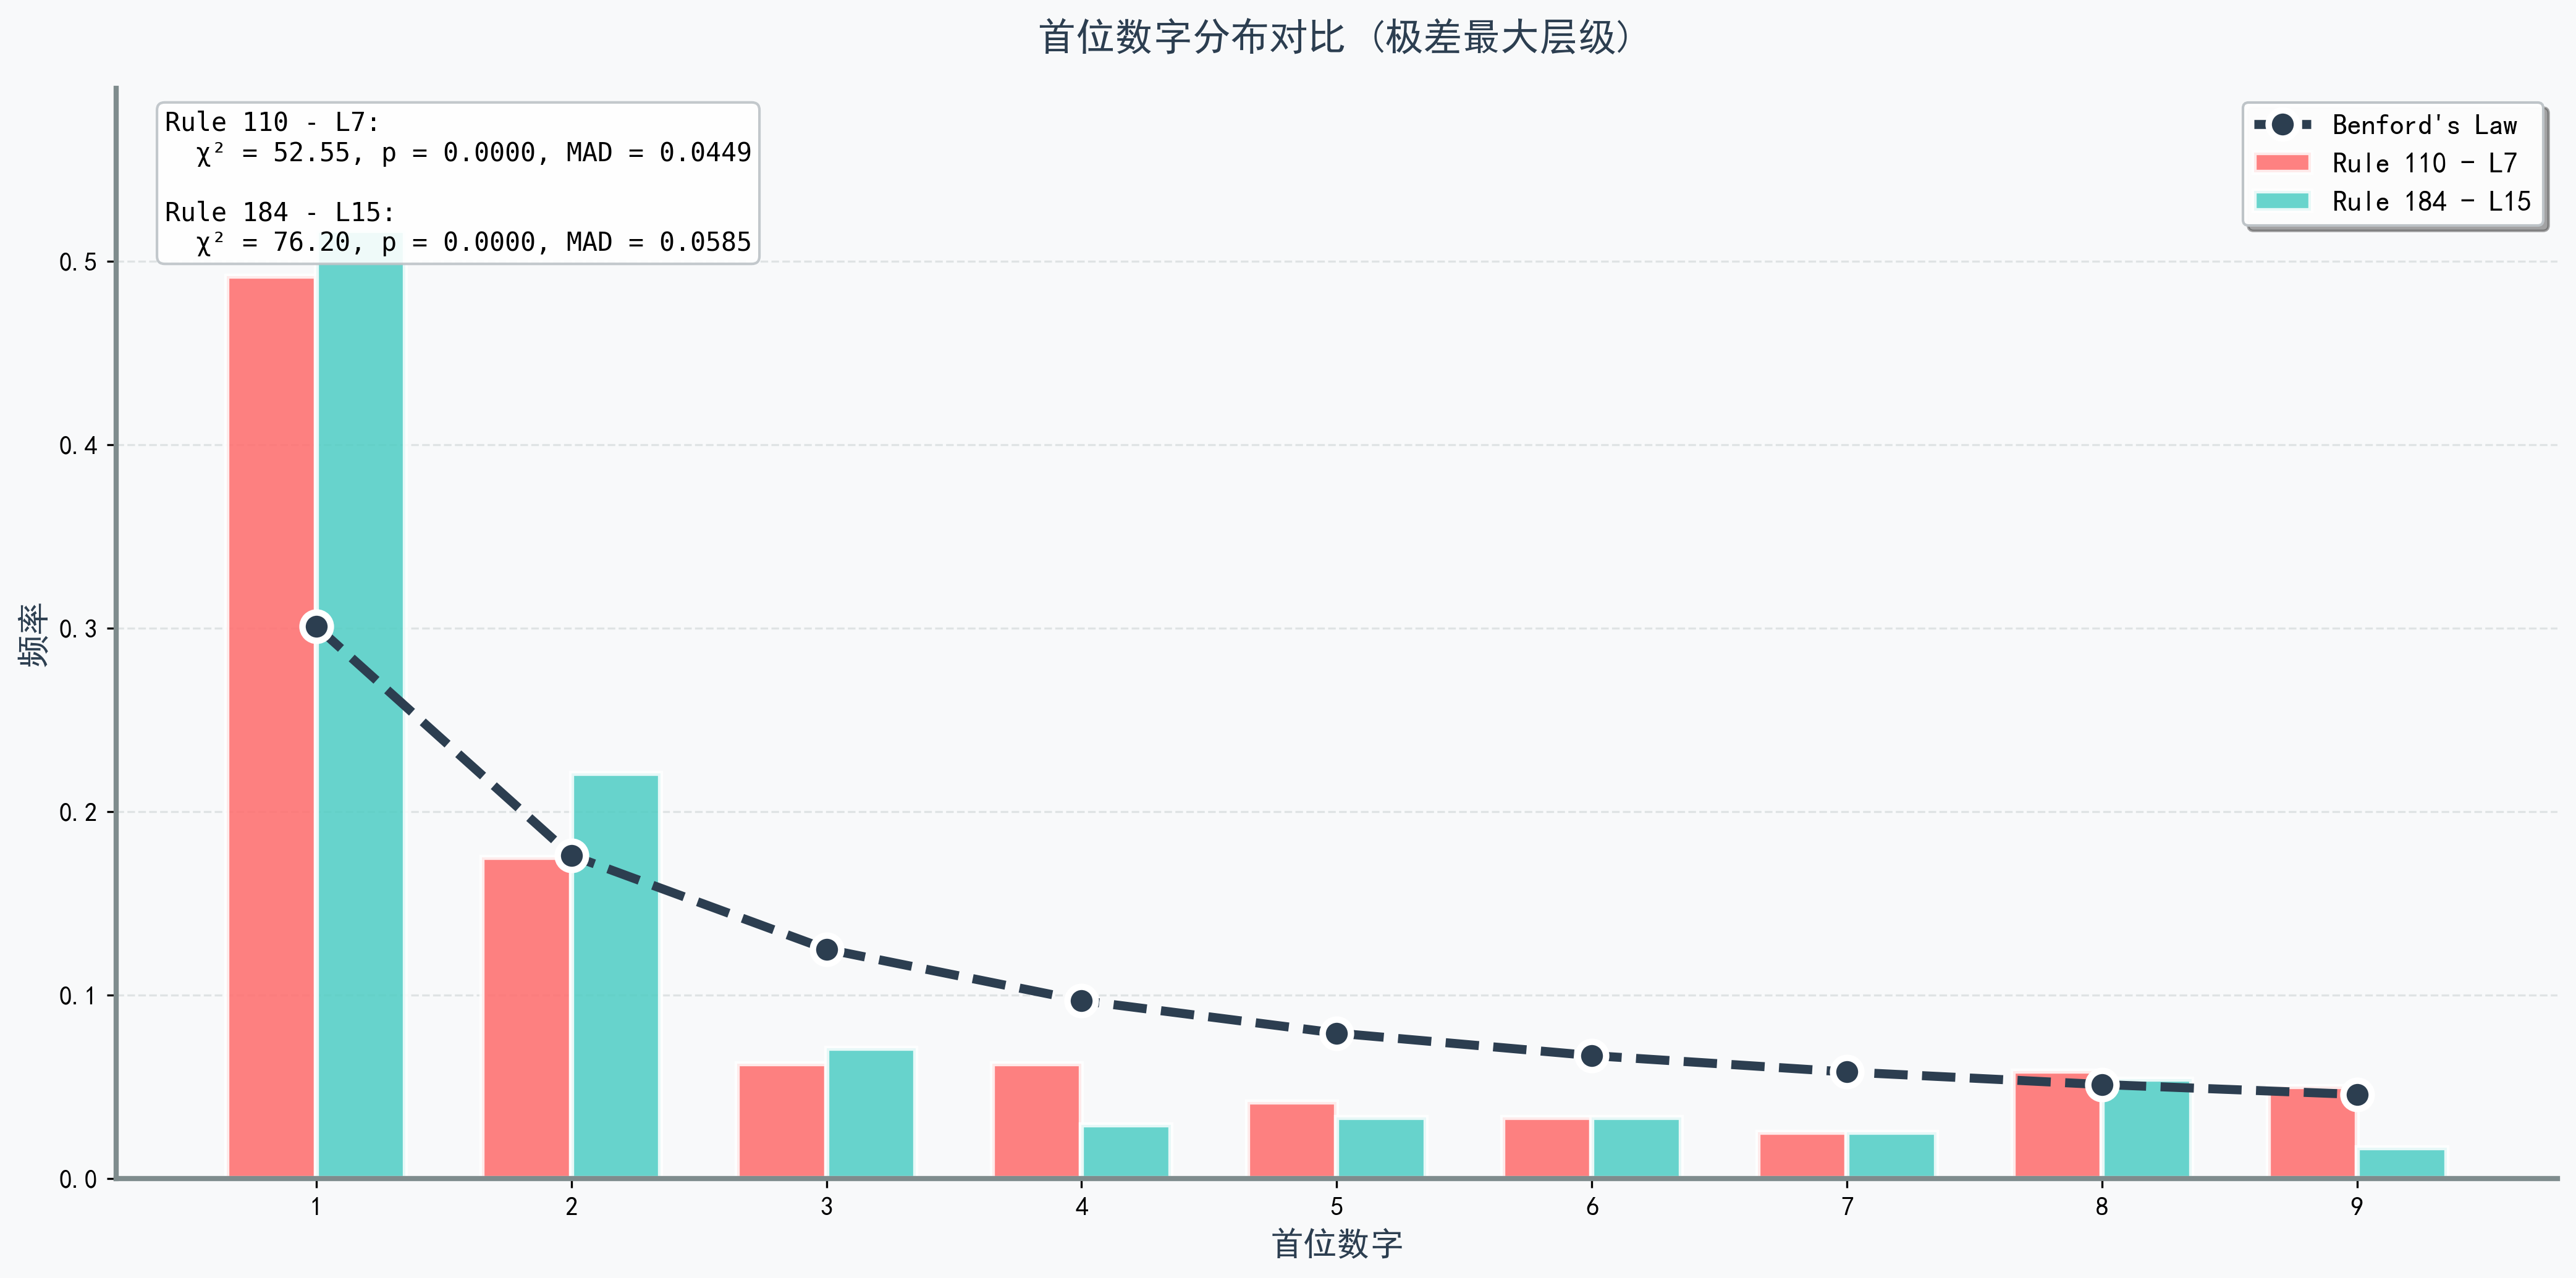 首位数字分布对比 (极差最大层级)
Rule 110 - L7:
χ² = 52.55, p = 0.0000, MAD = 0.0449
Rule 184 - L15:
χ² = 76.20, p = 0.0000, MAD = 0.0585
Benford's Law
Rule 110 - L7
Rule 184 - L15
频率
0.5
0.4
0.3
0.2
0.1
0.0
1 2 3 4 5 6 7 8 9
首位数字